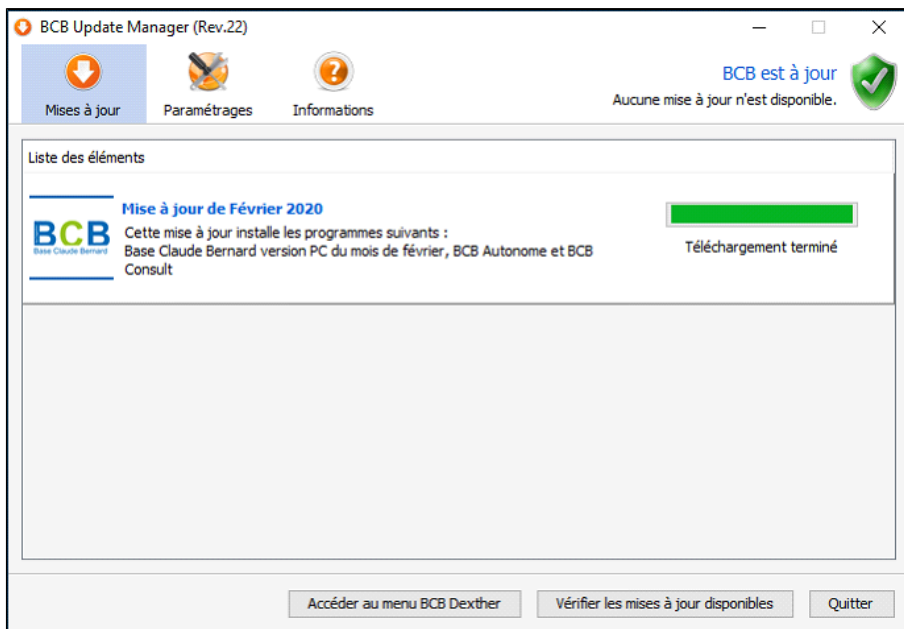 BCB Update Manager (Rev.22)
Mises à jour
Paramétrages
Informations
BCB est à jour
Aucune mise à jour n'est disponible.
Liste des éléments
BCB
Base Claude Bernard
Mise à jour de Février 2020
Cette mise à jour installe les programmes suivants :
Base Claude Bernard version PC du mois de février, BCB Autonome et BCB
Consult
Téléchargement terminé
Accéder au menu BCB Dexther
Vérifier les mises à jour disponibles
Quitter